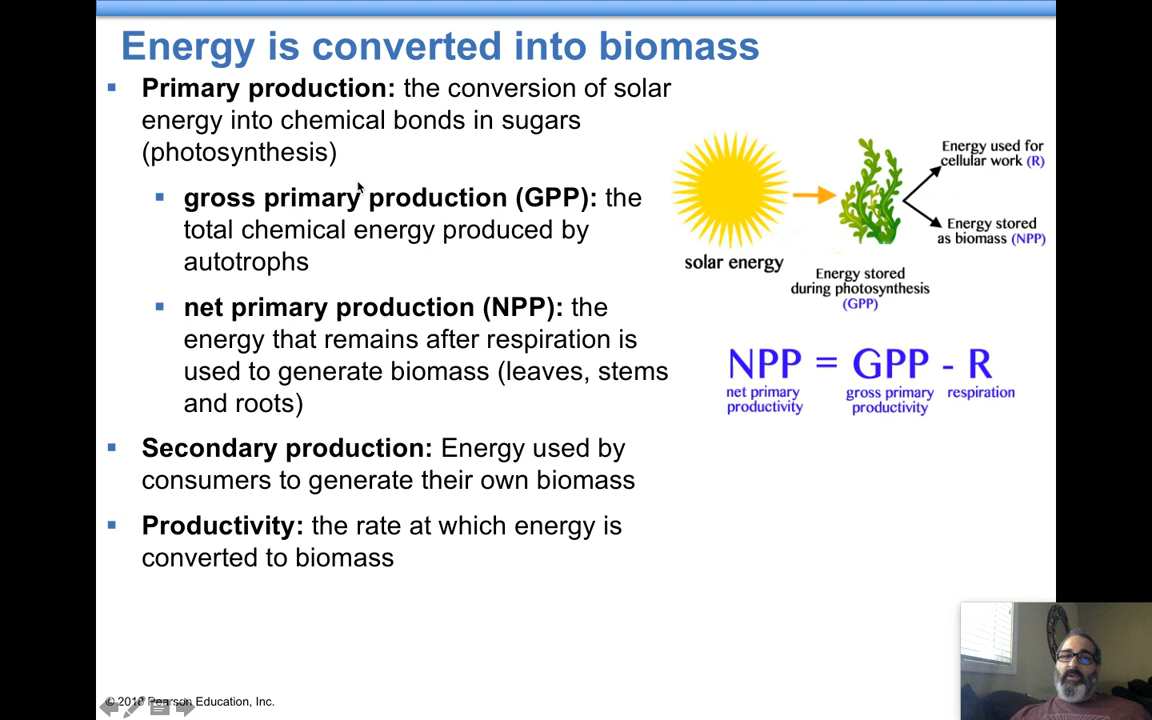 Energy is converted into biomass
Primary production: the conversion of solar
energy into chemical bonds in sugars
(photosynthesis)
gross primary production (GPP): the
total chemical energy produced by
autotrophs
net primary production (NPP): the
energy that remains after respiration is
used to generate biomass (leaves, stems
and roots)
Secondary production: Energy used by
consumers to generate their own biomass
Productivity: the rate at which energy is
converted to biomass
solar energy
Energy stored
during photosynthesis
(GPP)
Energy used for
cellular work (R)
Energy stored
as biomass (NPP)
NPP = GPP - R
net primary productivity
gross primary productivity
respiration
© 2018 Pearson Education, Inc.